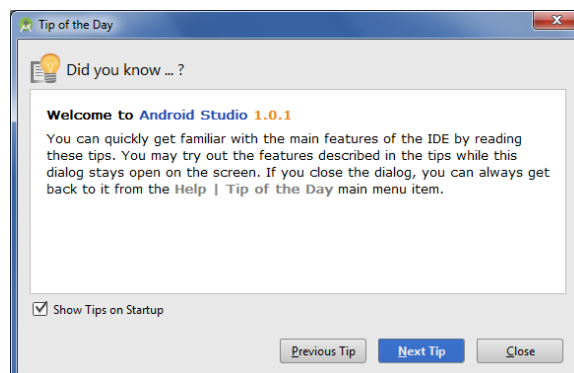 Tip of the Day
Did you know ... ?
Welcome to Android Studio 1.0.1
You can quickly get familiar with the main features of the IDE by reading
these tips. You may try out the features described in the tips while this
dialog stays open on the screen. If you close the dialog, you can always get
back to it from the Help | Tip of the Day main menu item.
Show Tips on Startup
Previous Tip Next Tip Close